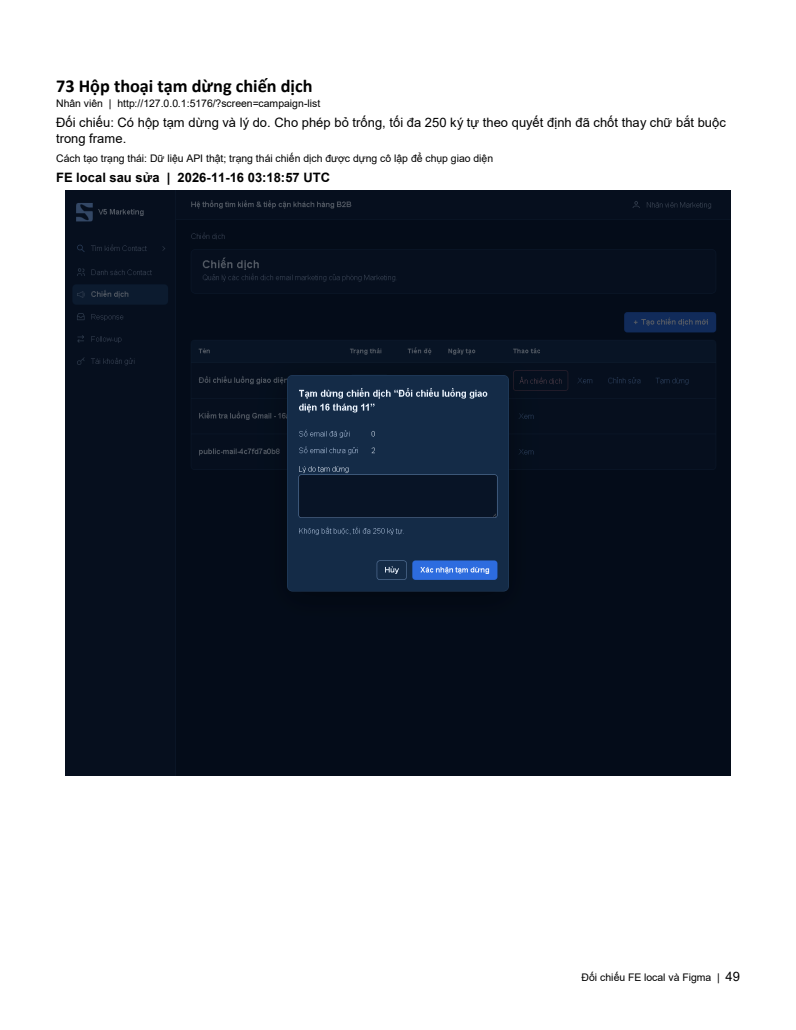 73 Hộp thoại tạm dừng chiến dịch
Nhân viên | http://127.0.0.1:5176/?screen=campaign-list
Đối chiếu: Có hộp tạm dừng và lý do. Cho phép bỏ trống, tối đa 250 ký tự theo quyết định đã chốt thay chữ bắt buộc
trong frame.
Cách tạo trạng thái: Dữ liệu API thật; trạng thái chiến dịch được dựng cô lập để chụp giao diện
FE local sau sửa | 2026-11-16 03:18:57 UTC
V5 Marketing
Hệ thống tìm kiếm & tiếp cận khách hàng B2B
Nhân viên Marketing
Tìm kiếm Contact
Danh sách Contact
Chiến dịch
Response
Follow-up
Tài khoản gửi
Chiến dịch
Chiến dịch
Quản lý các chiến dịch email marketing của phòng Marketing.
+ Tạo chiến dịch mới
Tên Trạng thái Tiến độ Ngày tạo Thao tác
Đối chiếu luồng giao diện
Ẩn chiến dịch Xem Chỉnh sửa Tạm dừng
Kiểm tra luồng Gmail - 16
Xem
public-mail-4c7fd7a0b6
Xem
Tạm dừng chiến dịch “Đối chiếu luồng giao
diện 16 tháng 11”
Số email đã gửi 0
Số email chưa gửi 2
Lý do tạm dừng
Không bắt buộc, tối đa 250 ký tự.
Hủy
Xác nhận tạm dừng
Đối chiếu FE local và Figma | 49